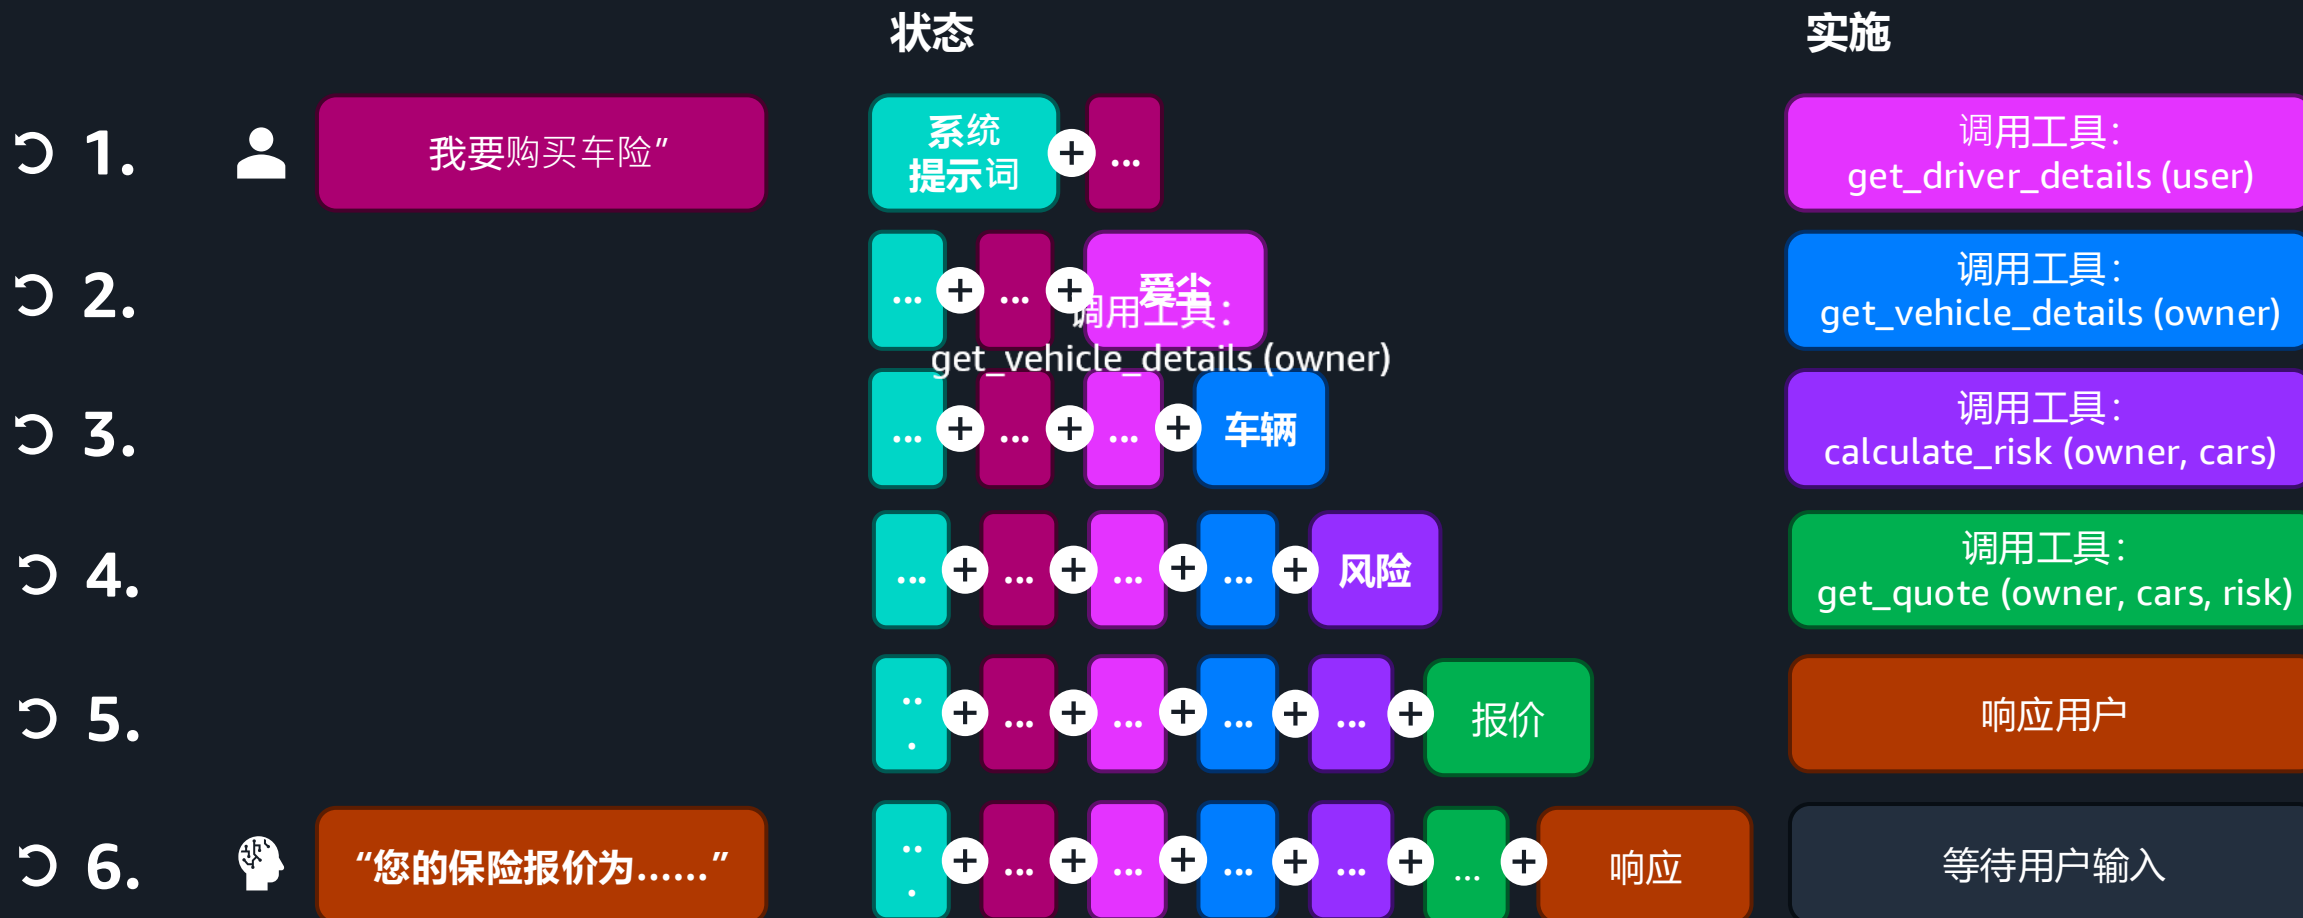 状态
实施
1.
我要购买车险”
系统
提示词
+
...
调用工具：
get_driver_details (user)
2.
...
+
...
+
爱尘
调用工具：
get_vehicle_details (owner)
调用工具：
get_vehicle_details (owner)
3.
...
+
...
+
...
+
车辆
调用工具：
calculate_risk (owner, cars)
4.
...
+
...
+
...
+
...
+
风险
调用工具：
get_quote (owner, cars, risk)
5.
..
.
+
...
+
...
+
...
+
...
+
报价
响应用户
6.
“您的保险报价为......”
..
.
+
...
+
...
+
...
+
...
+
...
+
响应
等待用户输入